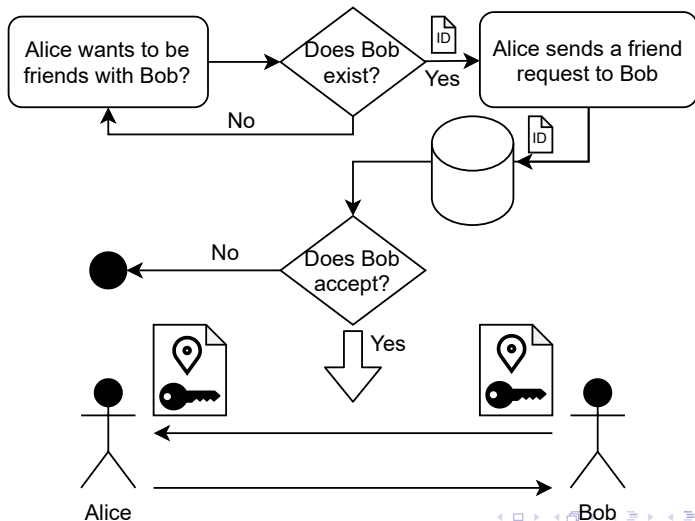 Alice wants to be
friends with Bob?
Does Bob
exist?
ID
Yes
Alice sends a friend
request to Bob
No
ID
Does Bob
accept?
No
Yes
Alice
Bob